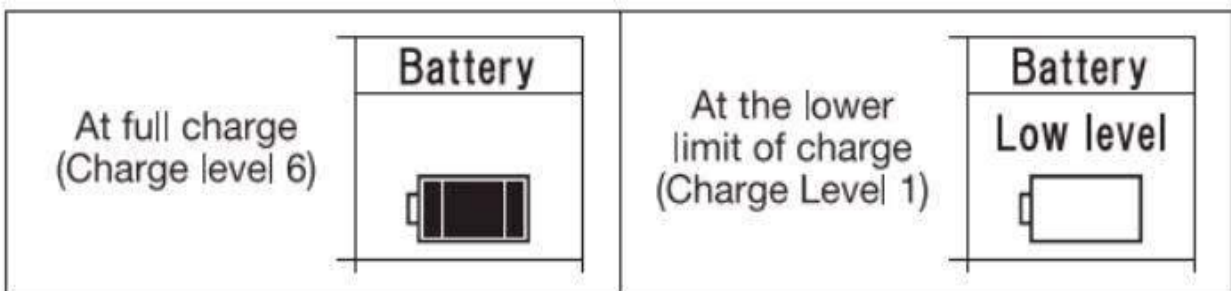 At full charge
(Charge level 6)
Battery
At the lower
limit of charge
(Charge Level 1)
Battery
Low level